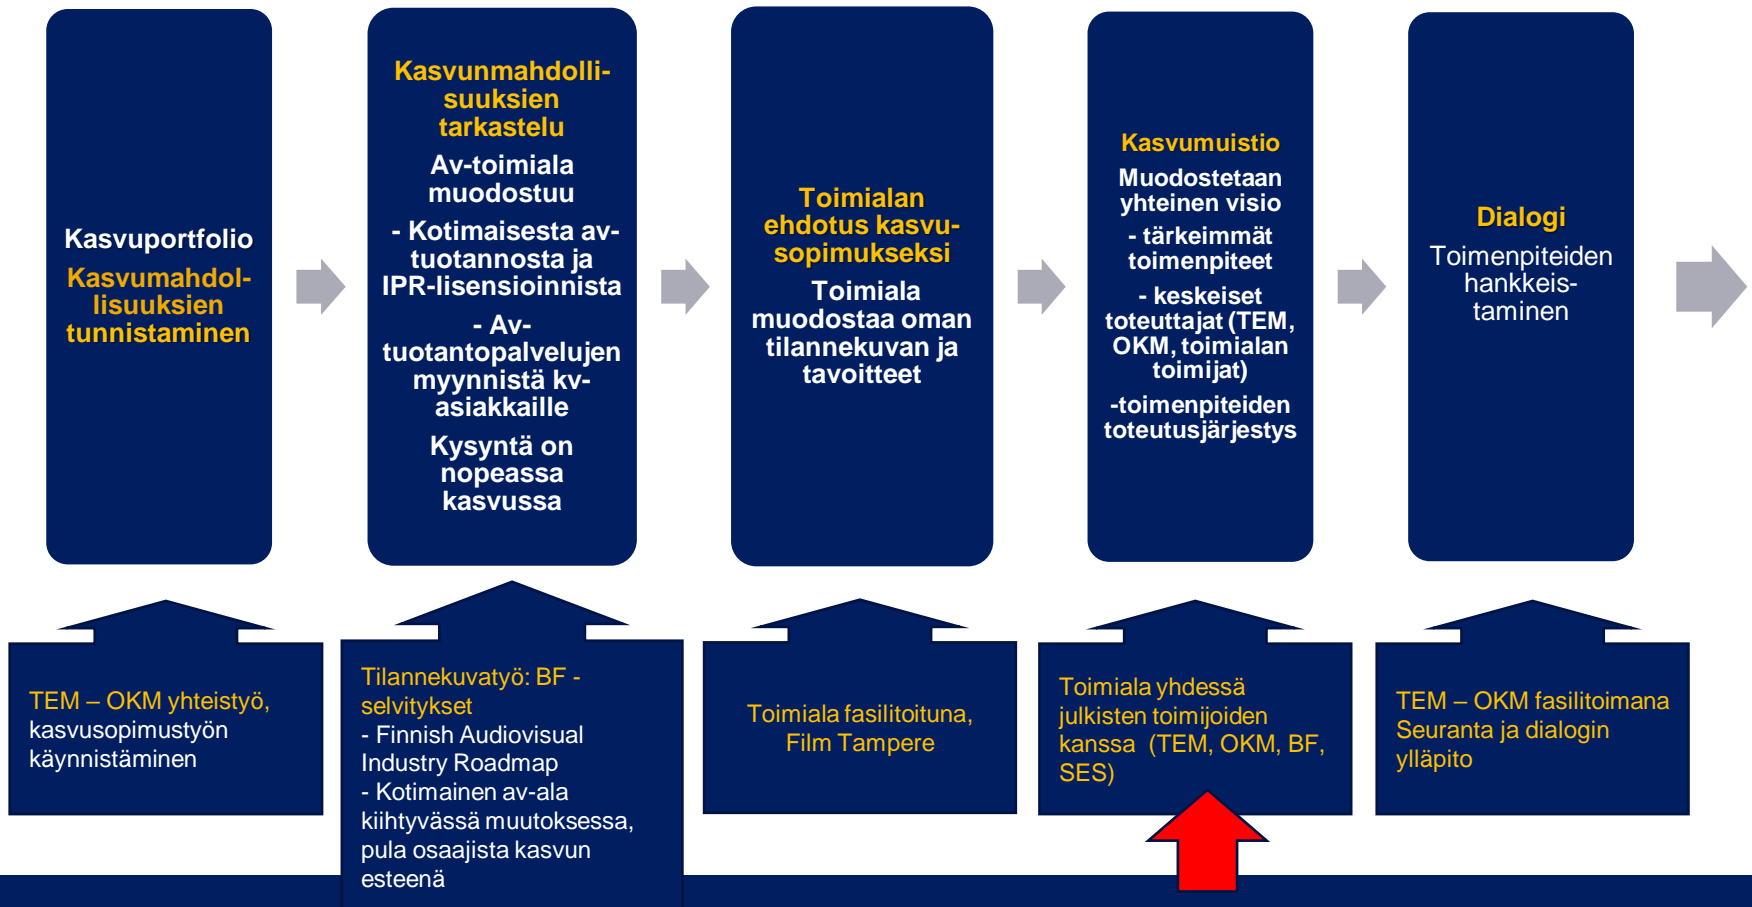 Kasvuportfolio
Kasvumahdol-
lisuuksien
tunnistaminen
Kasvunmahdolli-
suuksien
tarkastelu
Av-toimiala
muodostuu
- Kotimaisesta av-
tuotannosta ja
IPR-lisensioinnista
- Av-
tuotantopalvelujen
myynnistä kv-
asiakkaille
Kysyntä on
nopeassa
kasvussa
Toimialan
ehdotus kasvu-
sopimukseksi
Toimiala
muodostaa oman
tilannekuvan ja
tavoitteet
Kasvumuistio
Muodostetaan
yhteinen visio
- tärkeimmät
toimenpiteet
- keskeiset
toteuttajat (TEM,
OKM, toimialan
toimijat)
-toimenpiteiden
toteutusjärjestys
Dialogi
Toimenpiteiden
hankkeis-
taminen
TEM – OKM yhteistyö,
kasvusopimustyön
käynnistäminen
Tilannekuvatyö: BF -
selvitykset
- Finnish Audiovisual
Industry Roadmap
- Kotimainen av-ala
kiihtyvässä muutoksessa,
pula osaajista kasvun
esteenä
Toimiala fasilitoituna,
Film Tampere
Toimiala yhdessä
julkisten toimijoiden
kanssa (TEM, OKM, BF,
SES)
TEM – OKM fasilitoimana
Seuranta ja dialogin
ylläpito